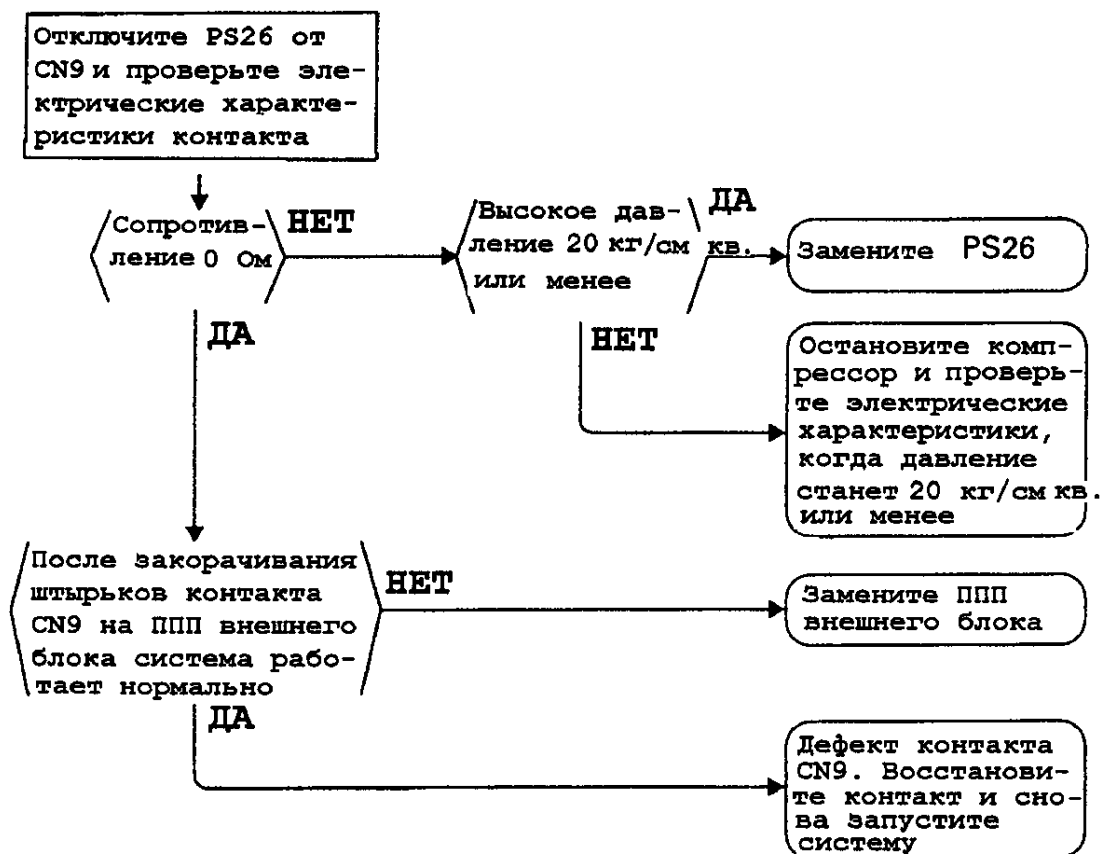 Отключите PS26 от
CN9 и проверьте эле-
ктрические характе-
ристики контакта
Сопротив-
ление 0 Ом
НЕТ
Высокое дав-
ление 20 кг/см кв.
или менее
ДА
Замените PS26
ДА
НЕТ
Остановите комп-
рессор и проверь-
те электрические
характеристики,
когда давление
станет 20 кг/см кв.
или менее
После закорачивания
штырьков контакта
CN9 на ППП внешнего
блока система рабо-
тает нормально
НЕТ
Замените ППП
внешнего блока
ДА
Дефект контакта
CN9. Восстанови-
те контакт и сно-
ва запустите
систему